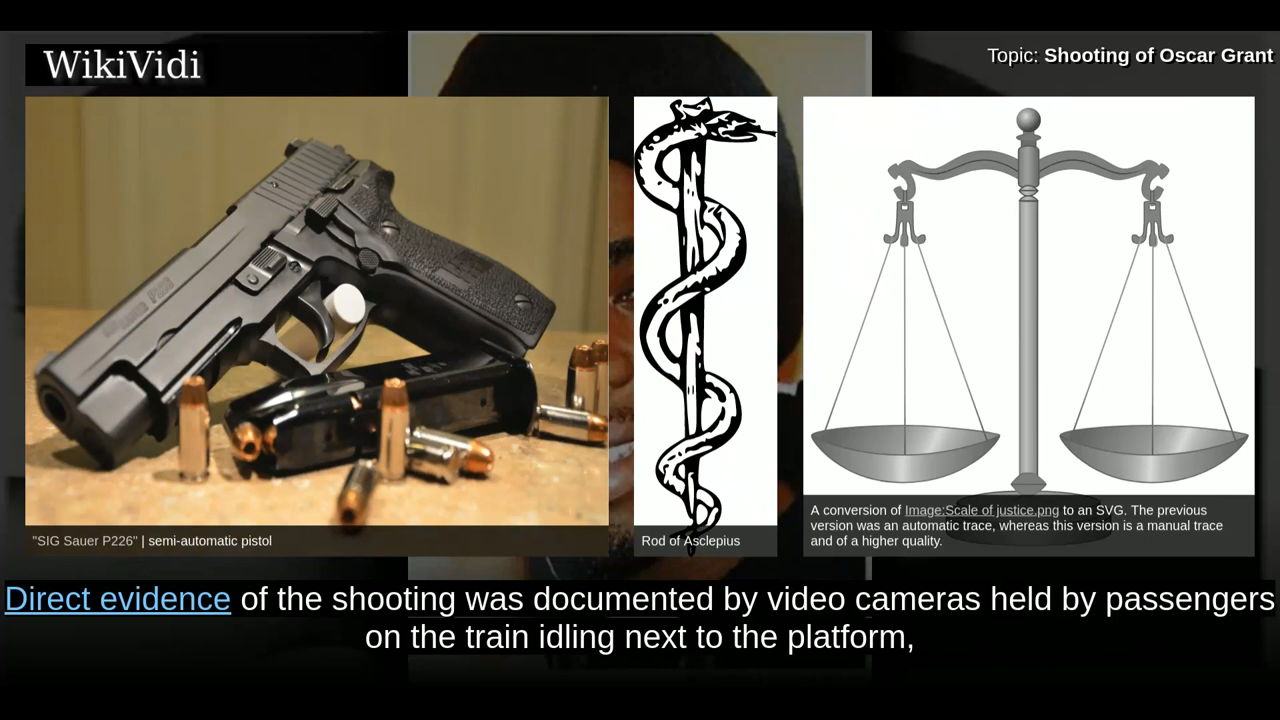 WikiVidi
Topic: Shooting of Oscar Grant
"SIG Sauer P226" | semi-automatic pistol
Rod of Asclepius
A conversion of Image:Scale of justice.png to an SVG. The previous
version was an automatic trace, whereas this version is a manual trace
and of a higher quality.
Direct evidence of the shooting was documented by video cameras held by passengers
on the train idling next to the platform,